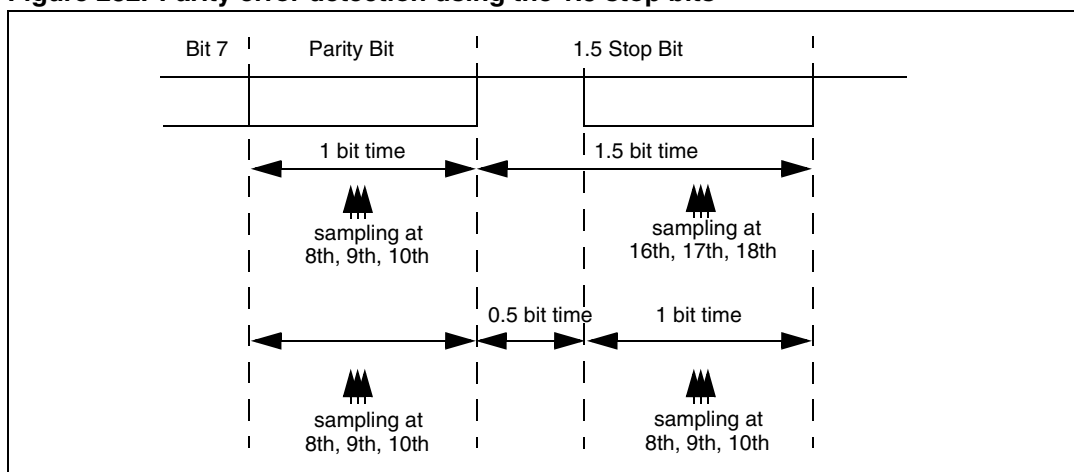 Parity error detection using the 1.5 stop bits
Bit 7 Parity Bit 1.5 Stop Bit
1 bit time 1.5 bit time
sampling at
8th, 9th, 10th
sampling at
16th, 17th, 18th
0.5 bit time 1 bit time
sampling at
8th, 9th, 10th
sampling at
8th, 9th, 10th